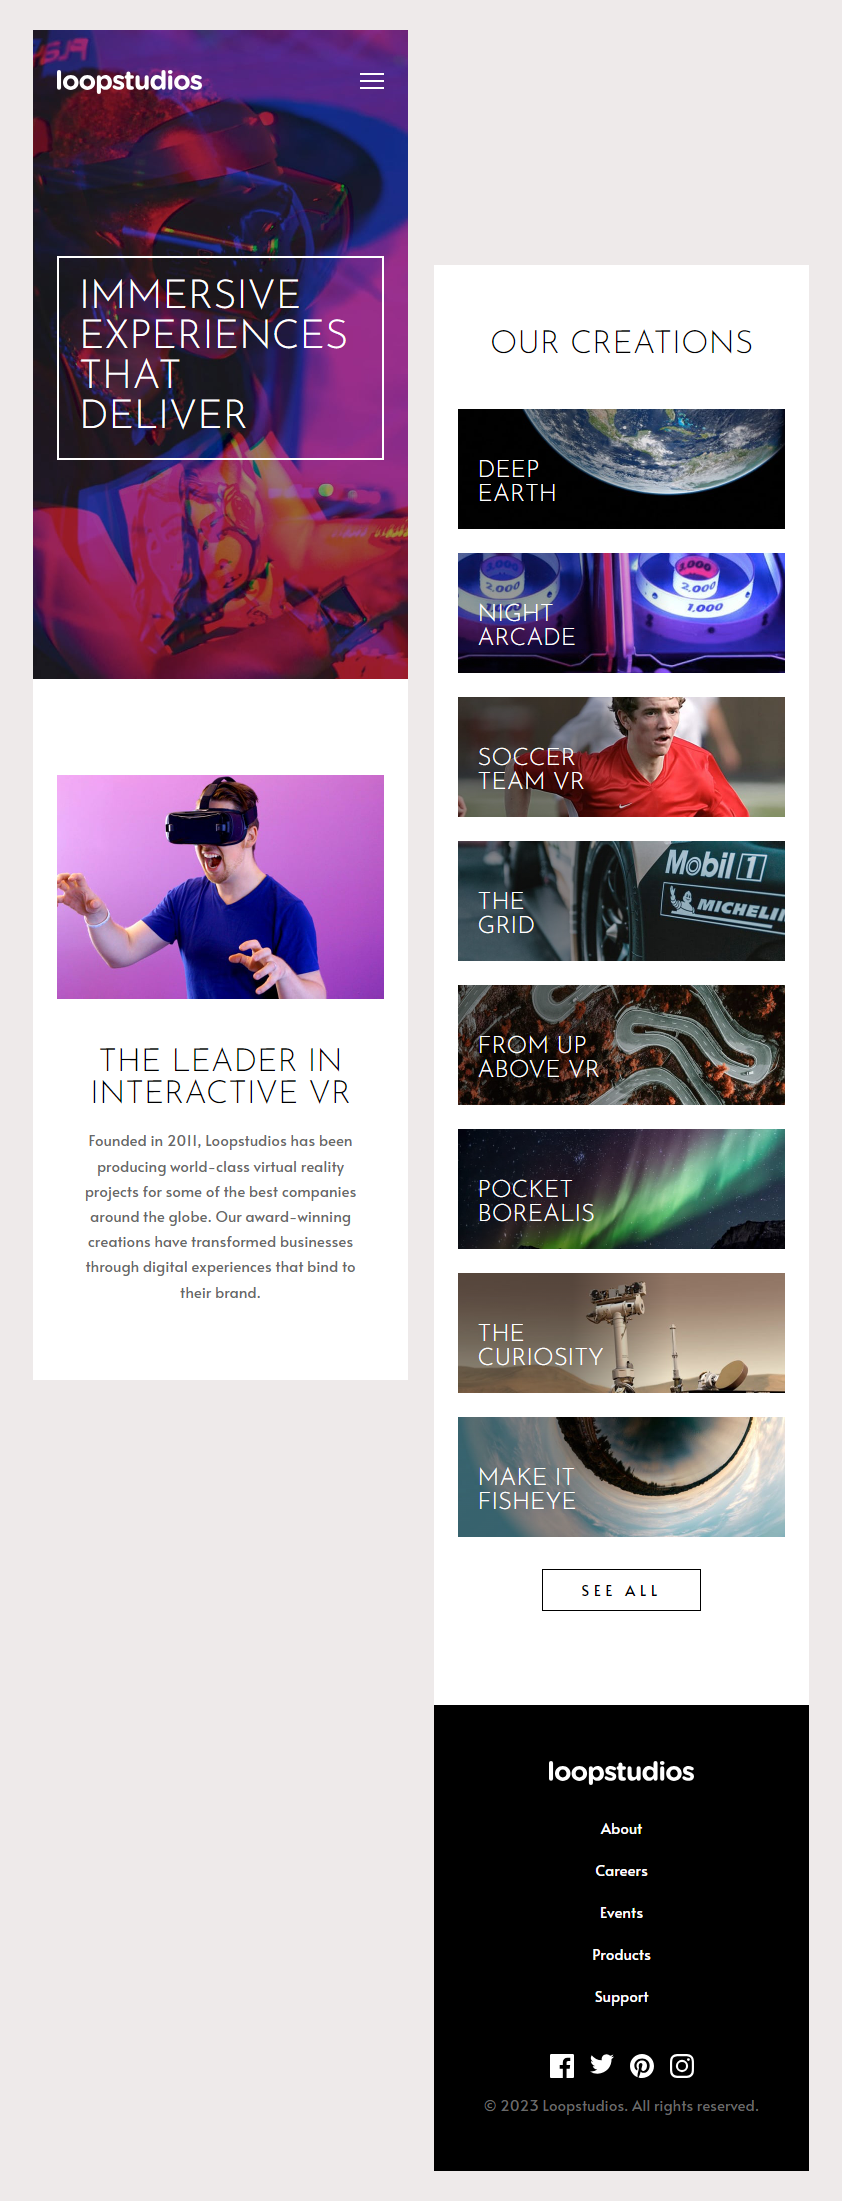 loopstudios
IMMERSIVE
EXPERIENCES
THAT
DELIVER
THE LEADER IN
INTERACTIVE VR
Founded in 2011, Loopstudios has been
producing world-class virtual reality
projects for some of the best companies
around the globe. Our award-winning
creations have transformed businesses
through digital experiences that bind to
their brand.
OUR CREATIONS
DEEP
EARTH
1,000
1,000
2,000
2,000
1,000
NIGHT
ARCADE
SOCCER
TEAM VR
Mobil 1
MICHELIN
THE
GRID
FROM UP
ABOVE VR
POCKET
BOREALIS
THE
CURIOSITY
MAKE IT
FISHEYE
SEE ALL
loopstudios
About
Careers
Events
Products
Support
© 2023 Loopstudios. All rights reserved.